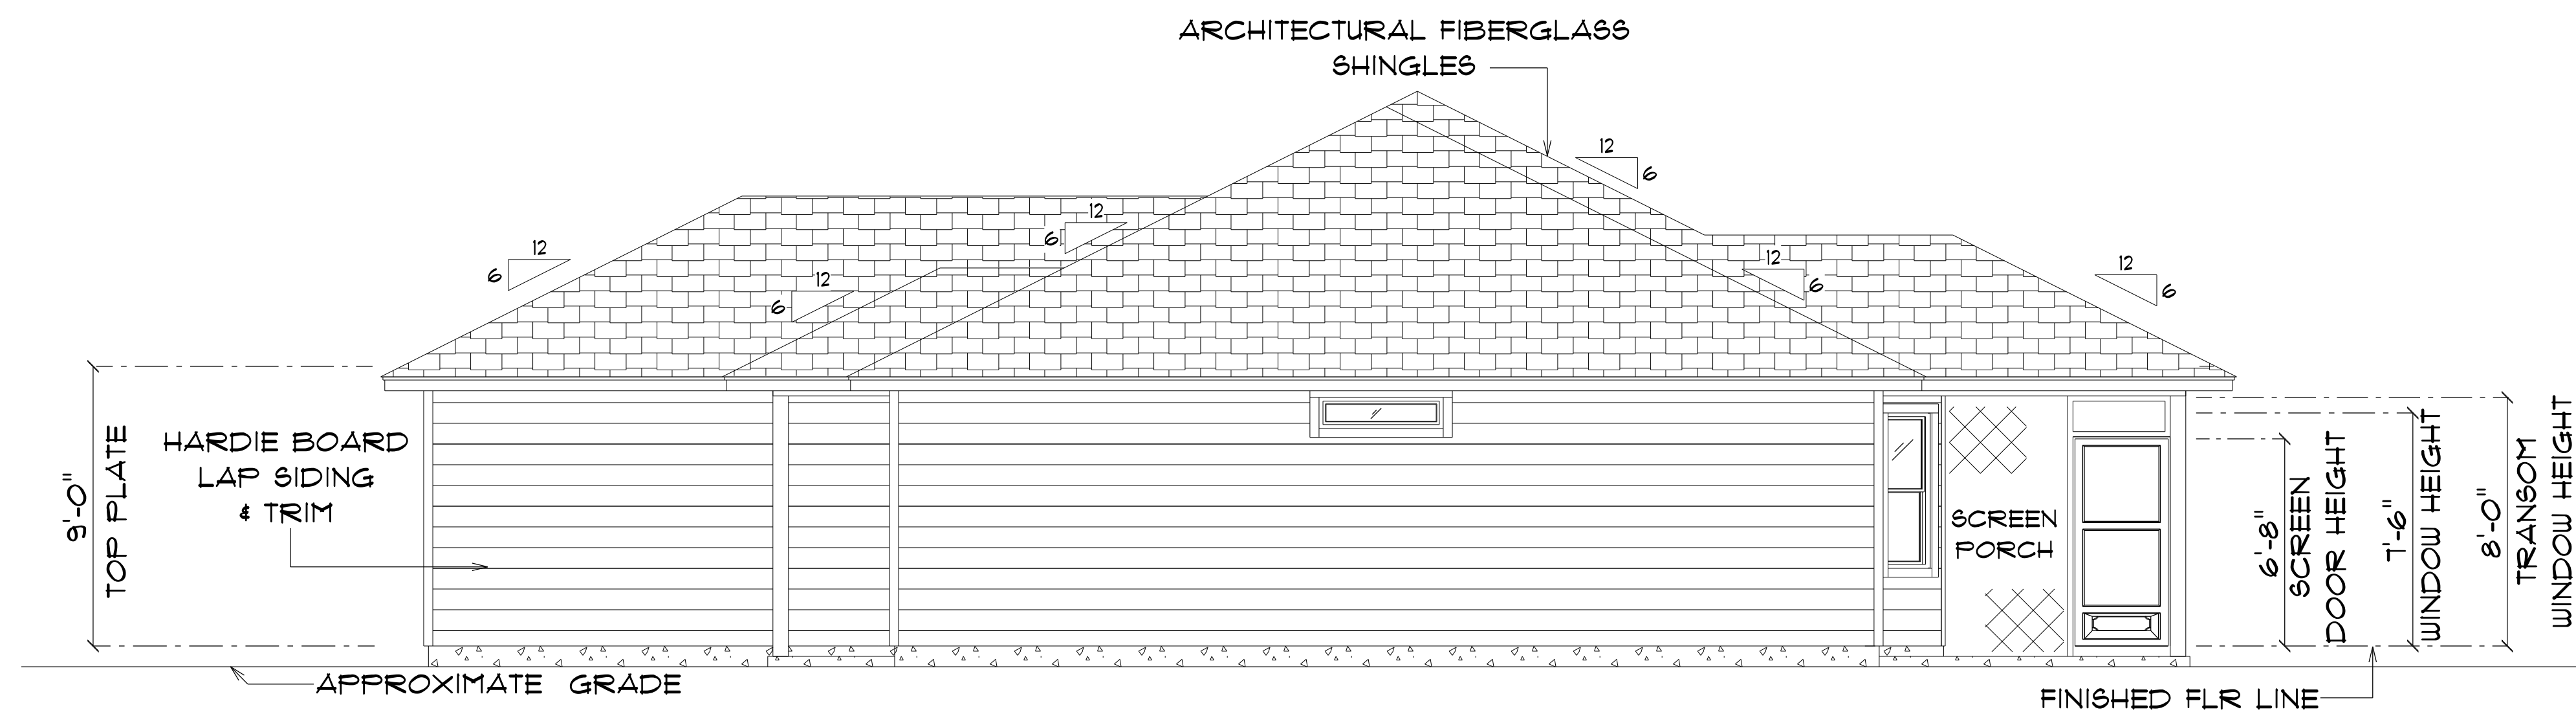 ARCHITECTURAL FIBERGLASS
SHINGLES
12
6
12
6
12
6
12
6
12
6
12
6
9'-0"
TOP PLATE
HARDIE BOARD
LAP SIDING
& TRIM
SCREEN
PORCH
6'-8"
SCREEN
DOOR HEIGHT
7'-6"
WINDOW HEIGHT
8'-0"
TRANSOM
WINDOW HEIGHT
APPROXIMATE GRADE
FINISHED FLR LINE